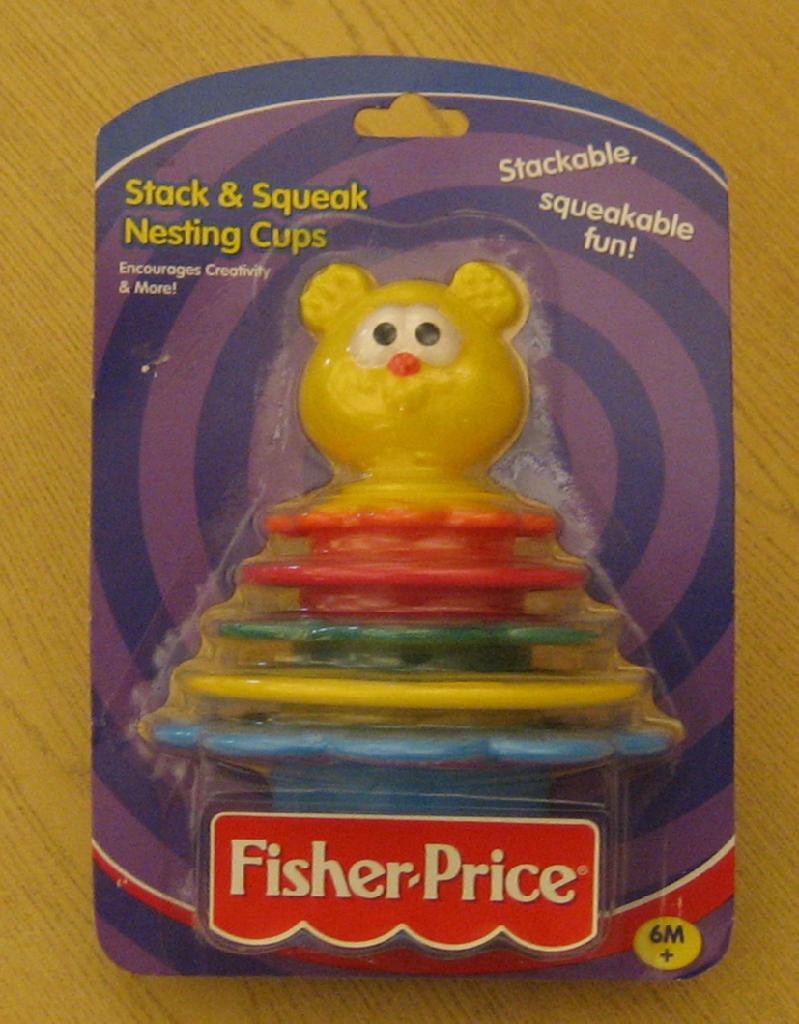 Stack & Squeak
Nesting Cups
Encourages Creativity
& More!
Stackable,
squeakable
fun!
Fisher-Price®
6M
+